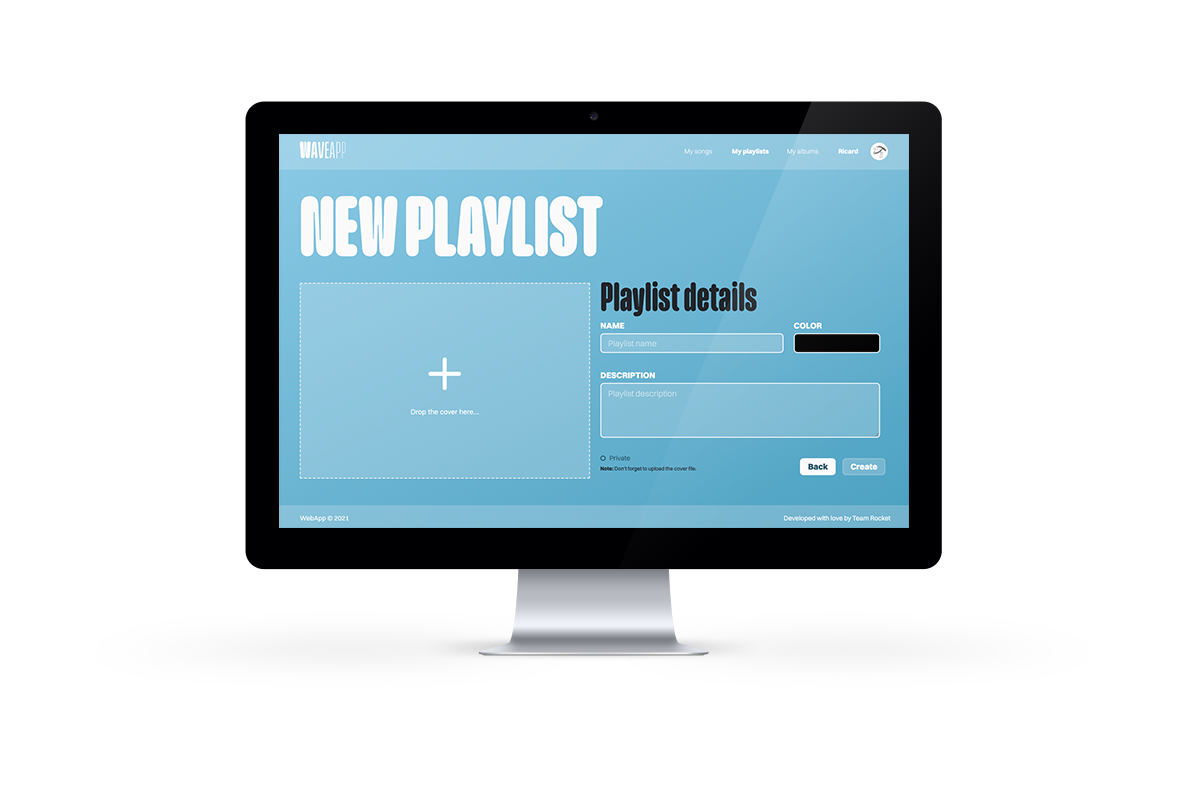 WAVEAPP
My songs My playlists My albums Ricard
NEW PLAYLIST
Drop the cover here...
Playlist details
NAME COLOR
Playlist name
DESCRIPTION
Playlist description
Private
Note: Don't forget to upload the cover file.
Back Create
WebApp © 2021 Developed with love by Team Rocket